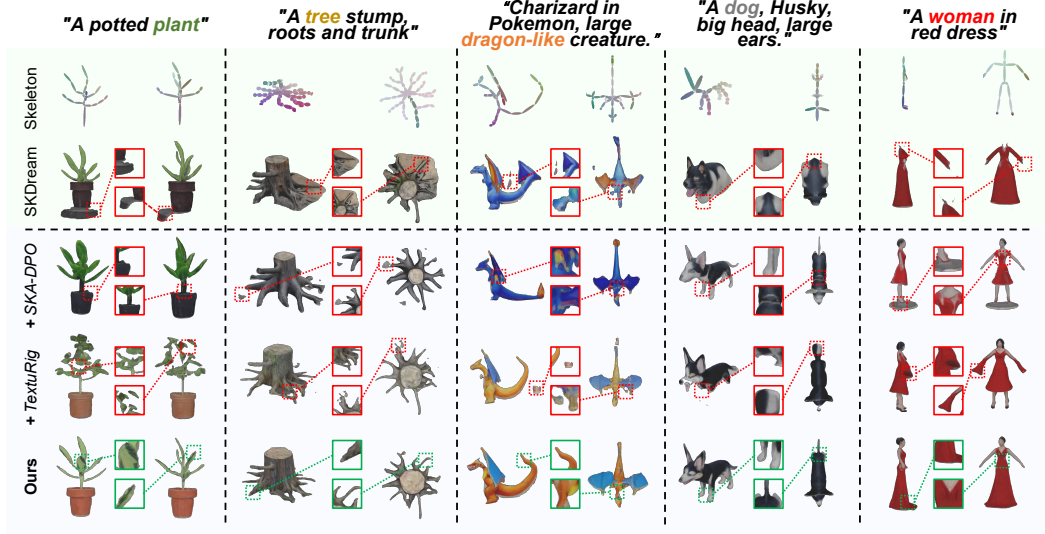 "A potted plant"
"A tree stump,
roots and trunk"
"Charizard in
Pokemon, large
dragon-like creature."
"A dog, Husky,
big head, large
ears."
"A woman in
red dress"
Skeleton
SKDream
+ SKA-DPO
+ TextuRig
Ours